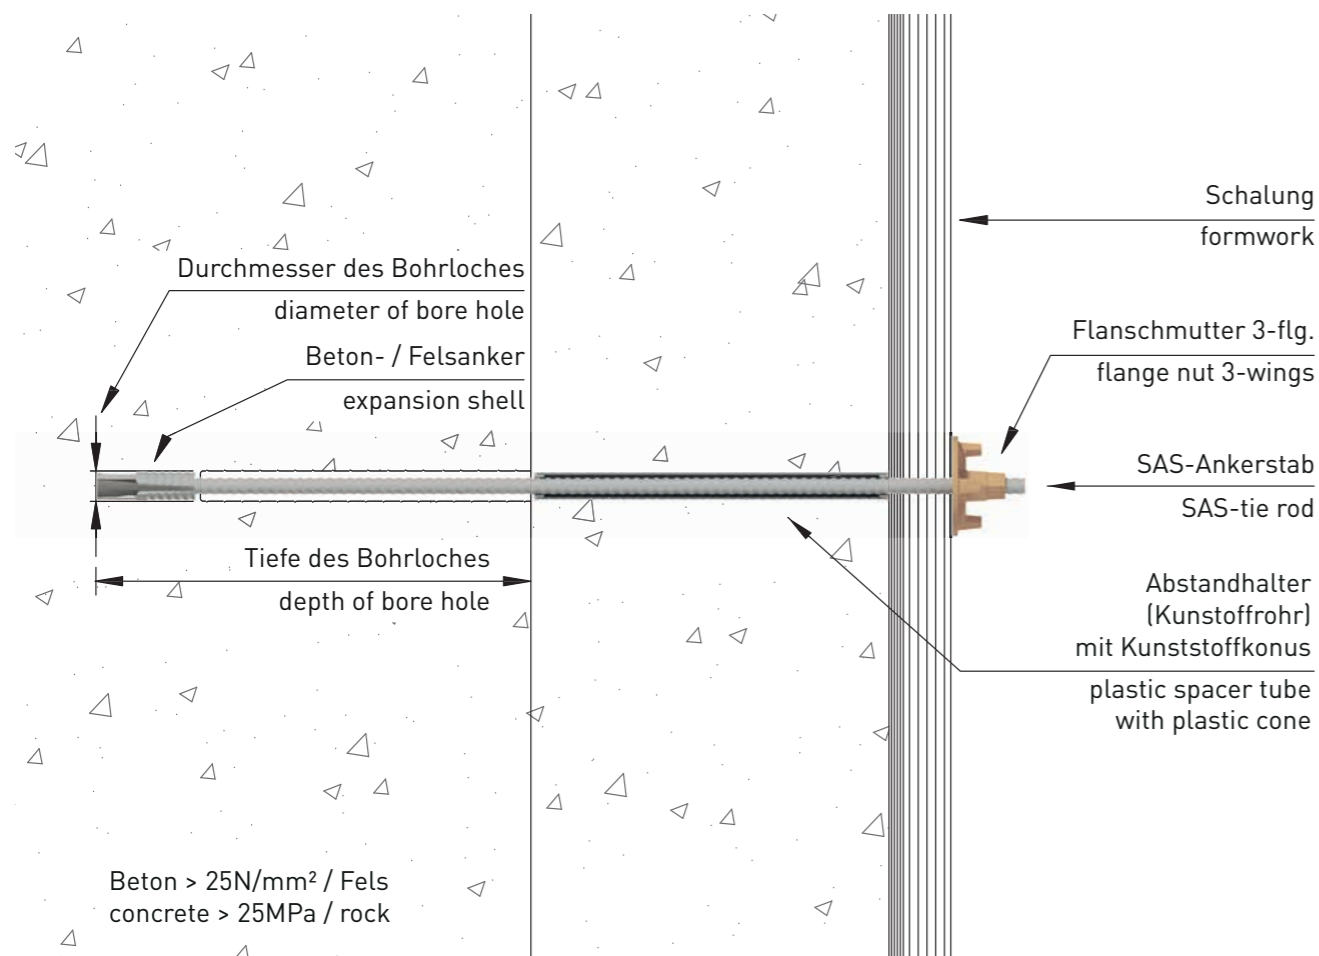 Schalung
formwork
Durchmesser des Bohrloches
diameter of bore hole
Beton- / Felsanker
expansion shell
Flanschmutter 3-flg.
flange nut 3-wings
SAS-Ankerstab
SAS-tie rod
Tiefe des Bohrloches
depth of bore hole
Abstandhalter
(Kunstoffrohr)
mit Kunststoffkonus
plastic spacer tube
with plastic cone
Beton > 25N/mm² / Fels
concrete > 25MPa / rock